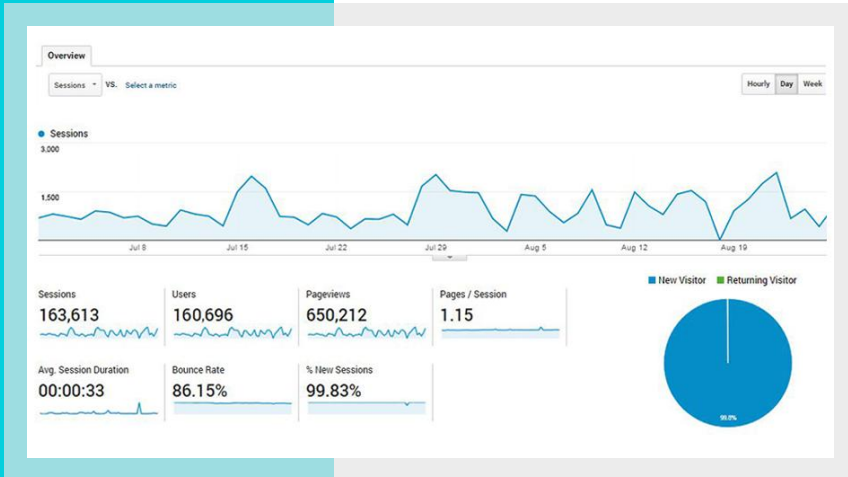 Overview
Sessions VS. Select a metric
Hourly Day Week
Sessions
3,000
1,500
Jul 8 Jul 15 Jul 22 Jul 29 Aug 5 Aug 12 Aug 19
New Visitor Returning Visitor
Sessions Users Pageviews Pages / Session
163,613 160,696 650,212 1.15
Avg. Session Duration Bounce Rate % New Sessions
00:00:33 86.15% 99.83%
99.8%